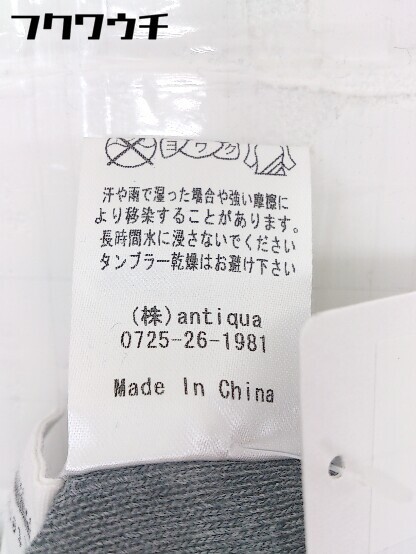 フクワウチ
汗や雨で湿った場合や強い摩擦に
より移染することがあります。
長時間水に浸さないでください
タンブラー乾燥はお避け下さい
(株)antiqua
0725-26-1981
Made In China